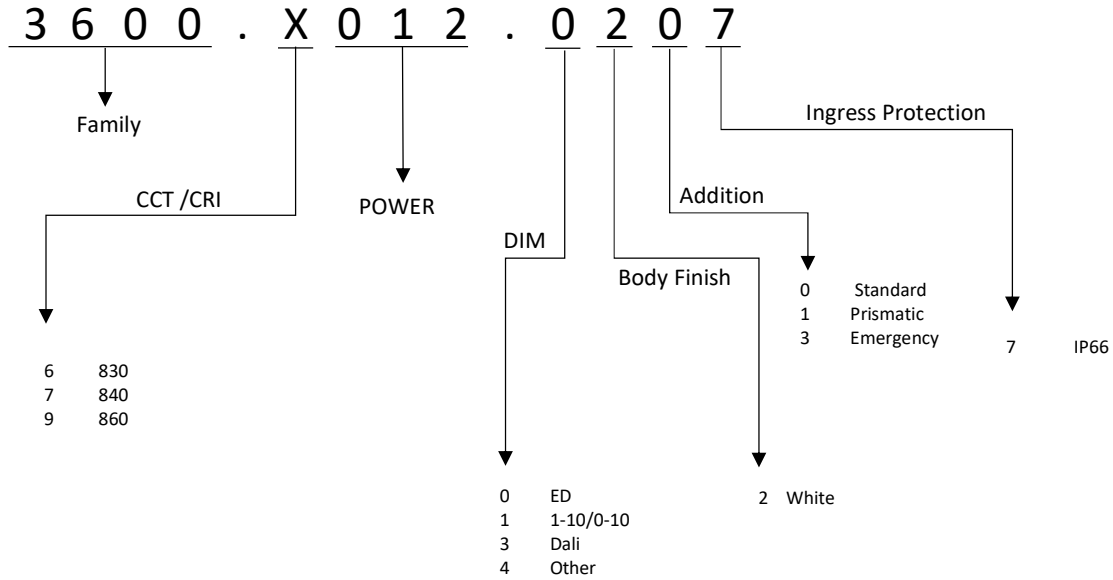 3600.X012.0207
Family
CCT /CRI
POWER
DIM
Body Finish
Addition
Ingress Protection
6 830
7 840
9 860
0 ED
1 1-10/0-10
3 Dali
4 Other
2 White
0 Standard
1 Prismatic
3 Emergency
7 IP66